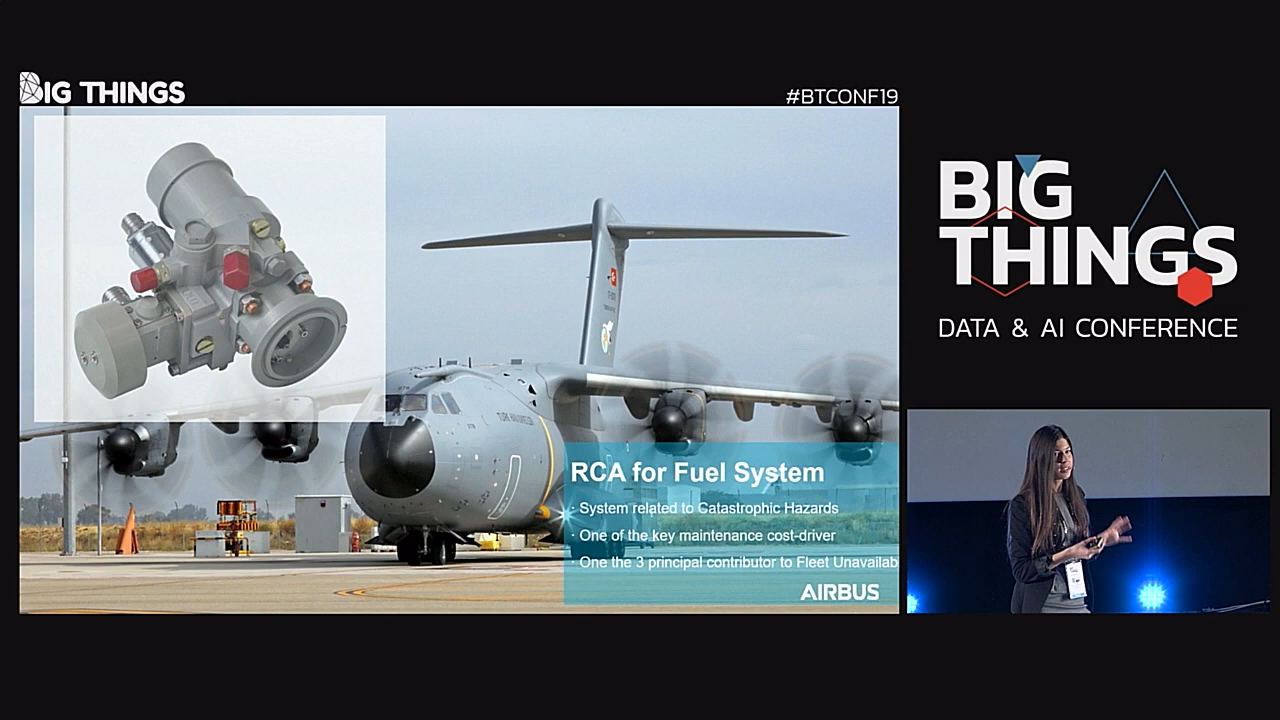 BIG THINGS
#BTCONF19
BIG
THINGS
DATA & AI CONFERENCE
RCA for Fuel System
· System related to Catastrophic Hazards
· One of the key maintenance cost-driver
· One the 3 principal contributor to Fleet Unavailab
AIRBUS